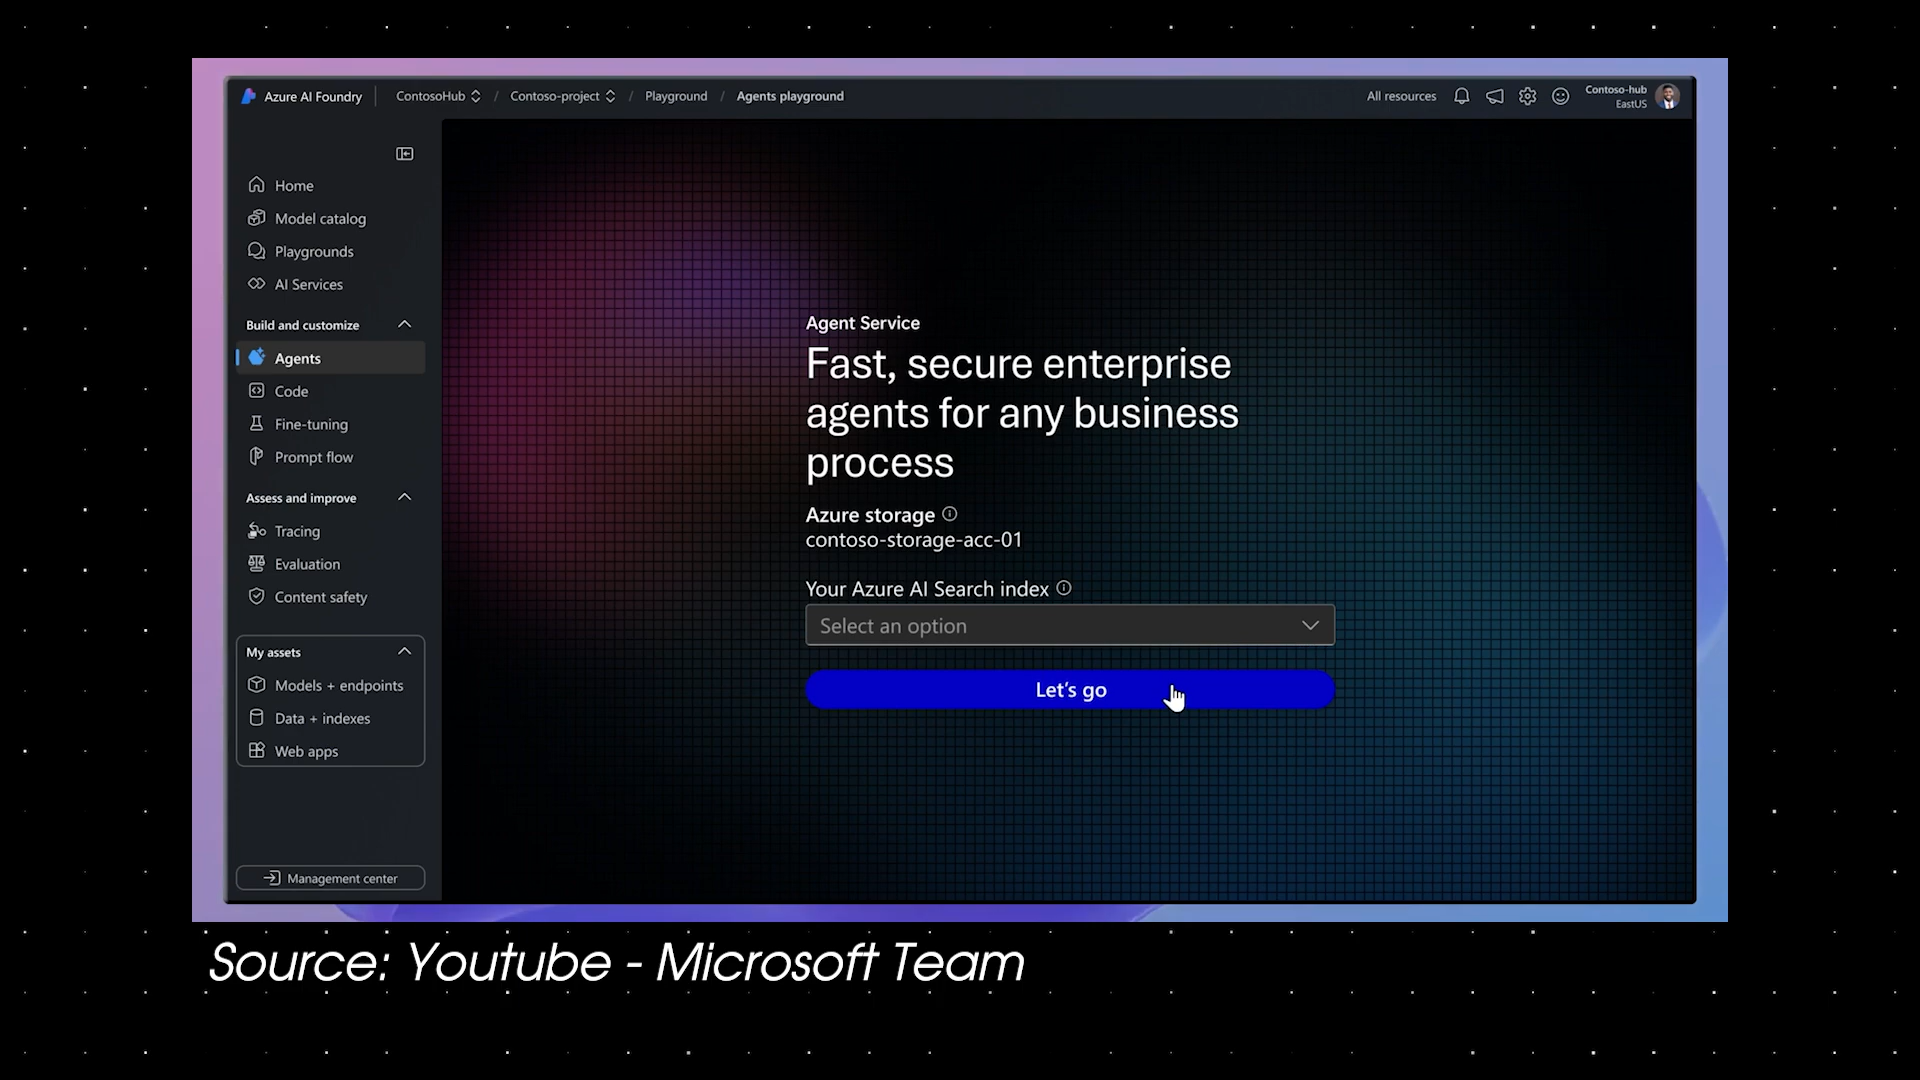 Azure AI Foundry
ContosoHub / Contoso-project / Playground / Agents playground
All resources
Contoso-hub
EastUS
Home
Model catalog
Playgrounds
AI Services
Build and customize
Agents
Code
Fine-tuning
Prompt flow
Assess and improve
Tracing
Evaluation
Content safety
My assets
Models + endpoints
Data + indexes
Web apps
Management center
Agent Service
Fast, secure enterprise
agents for any business
process
Azure storage
contoso-storage-acc-01
Your Azure AI Search index
Select an option
Let's go
Source: Youtube - Microsoft Team